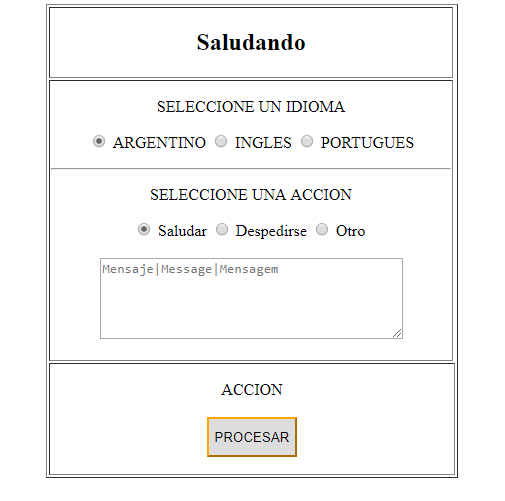 Saludando
SELECCIONE UN IDIOMA
ARGENTINO INGLES PORTUGUES
SELECCIONE UNA ACCION
Saludar Despedirse Otro
Mensaje|Message|Mensagem
ACCION
PROCESAR